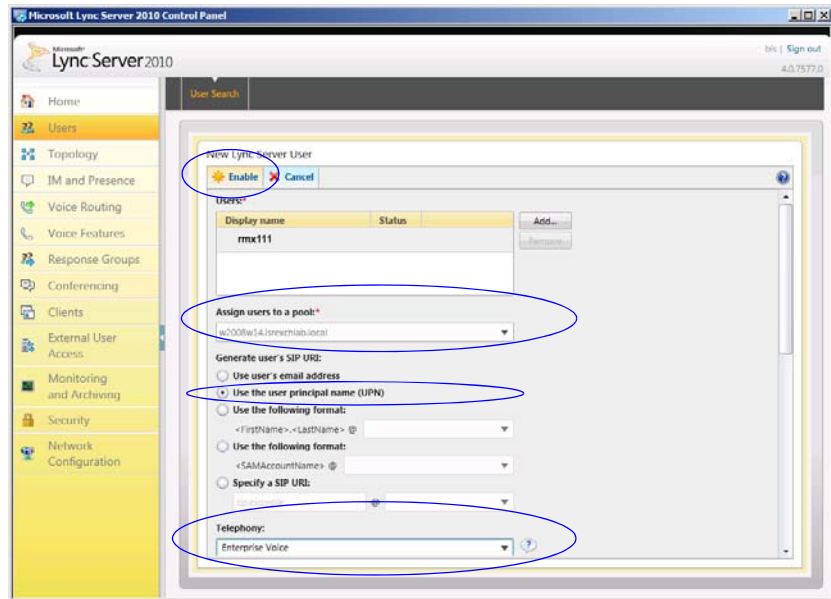 Microsoft Lync Server 2010 Control Panel
Microsoft
Lync Server 2010
Sign out
4.0.7577.0
Home
User Search
Users
Topology
IM and Presence
Voice Routing
Voice Features
Response Groups
Conferencing
Clients
External User
Access
Monitoring
and Archiving
Security
Network
Configuration
New Lync Server User
Enable
Cancel
Users:*
Display name Status
Add...
rmx111
Remove
Assign users to a pool:*
Generate user's SIP URI:
Use user's email address
Use the user principal name (UPN)
Use the following format:
<FirstName>.<LastName> @
Use the following format:
<SAMAccountName> @
Specify a SIP URI:
@
Telephony:
Enterprise Voice